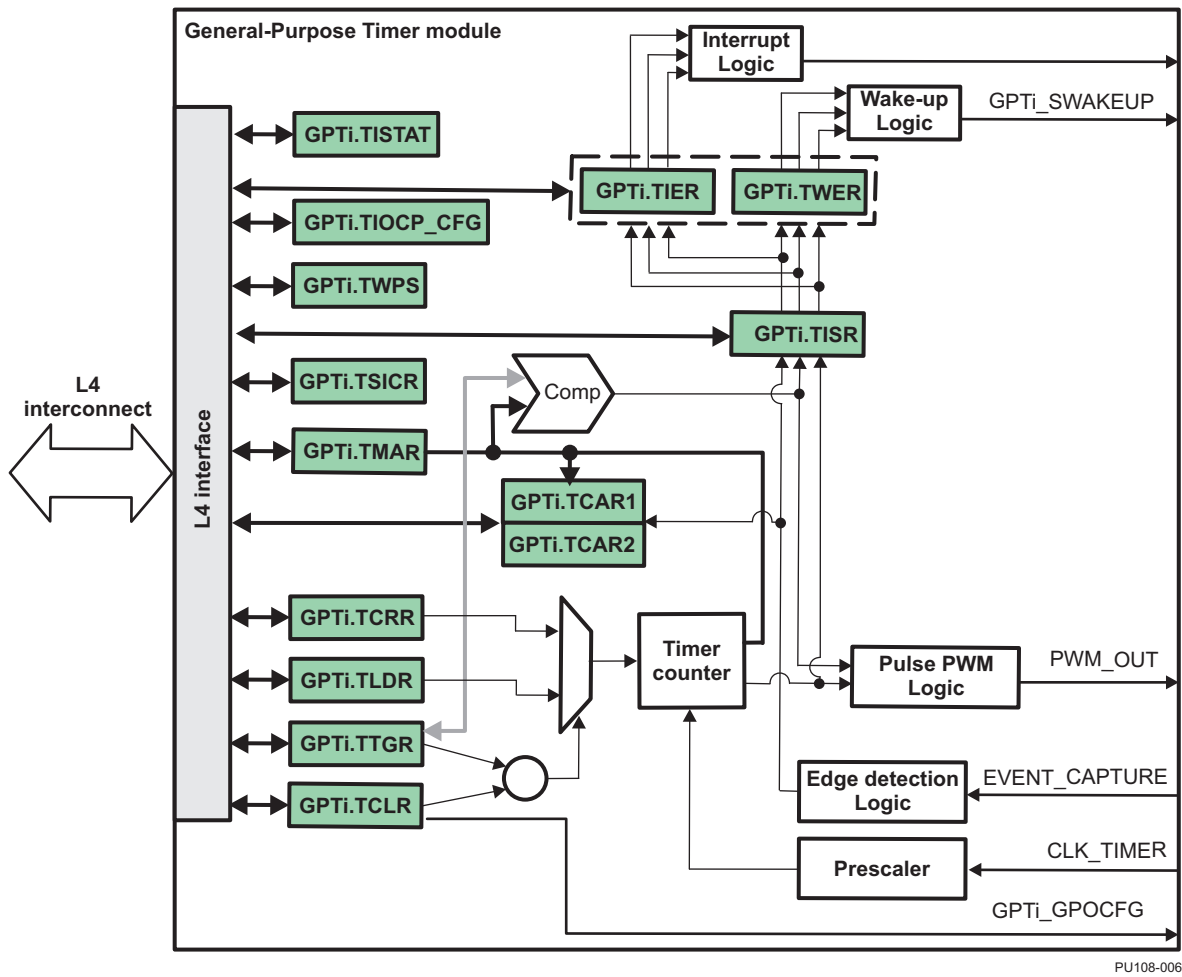 General-Purpose Timer module
Interrupt
Logic
Wake-up
Logic
GPTi_SWAKEUP
GPTi.TISTAT
GPTi.TIER
GPTi.TWER
GPTi.TIOCP_CFG
GPTi.TWPS
GPTi.TISR
L4
interconnect
L4 interface
GPTi.TSICR
Comp
GPTi.TMAR
GPTi.TCAR1
GPTi.TCAR2
GPTi.TCRR
Timer
counter
Pulse PWM
Logic
PWM_OUT
GPTi.TLDR
GPTi.TTGR
GPTi.TCLR
Edge detection
Logic
EVENT_CAPTURE
Prescaler
CLK_TIMER
GPTi_GPOCFG
PU108-006